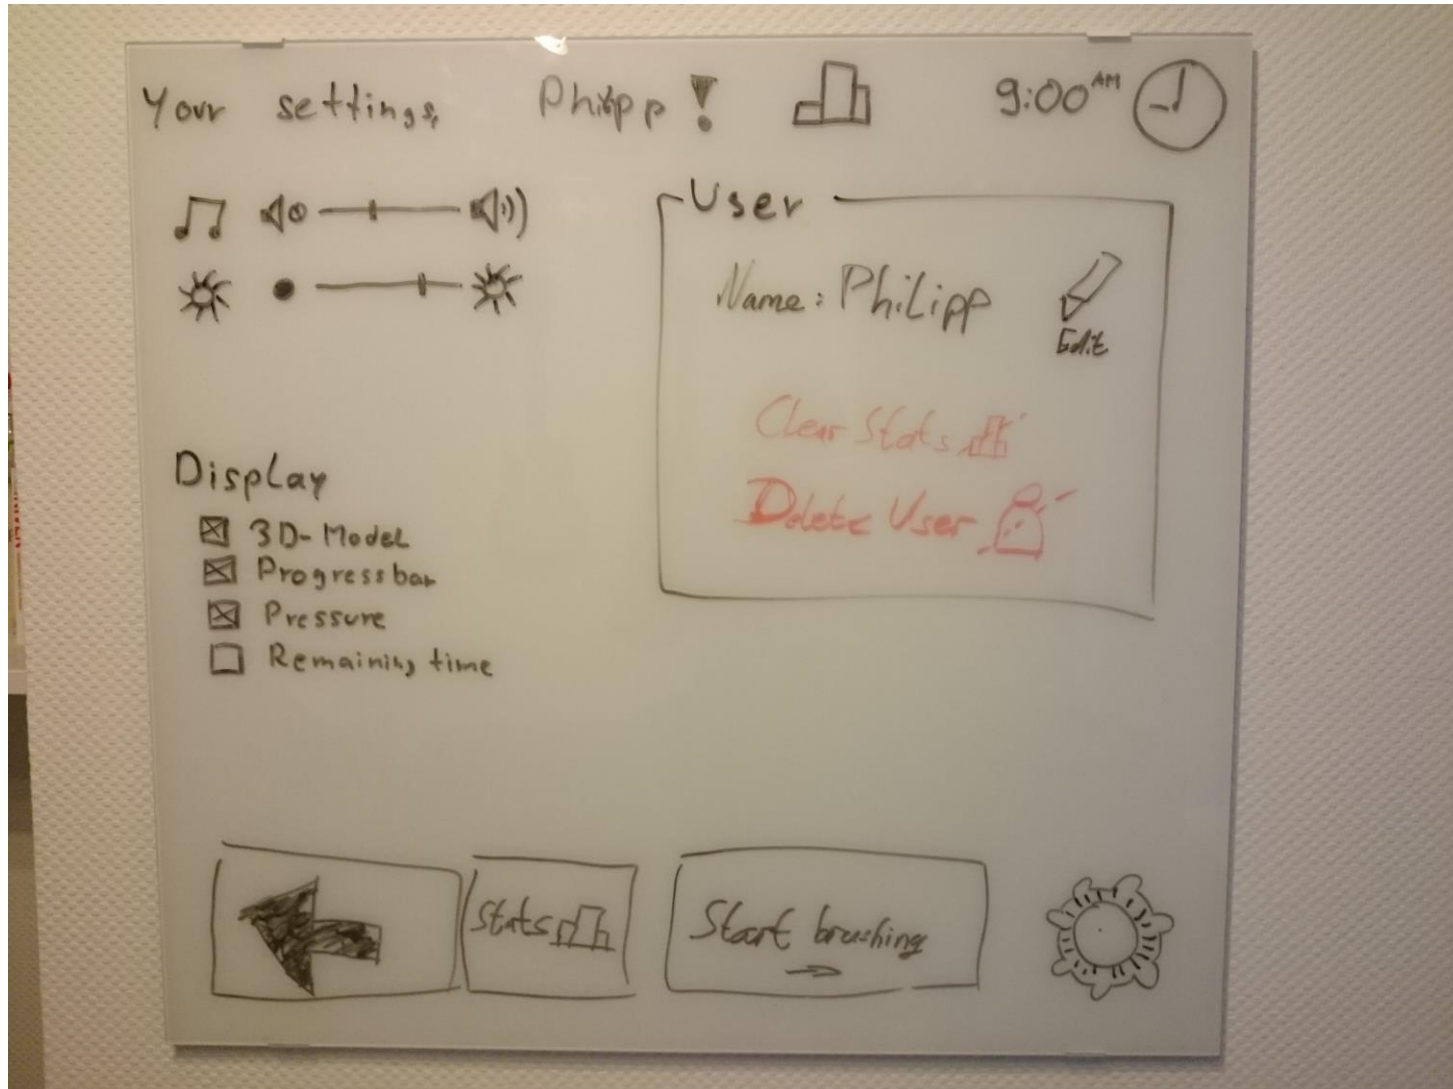 Your settings, Philipp! 9:00 AM
User
Name: Philipp
Edit
Clear Stats
Delete User
Display
3D-Model
Progressbar
Pressure
Remaining time
Stats
Start brushing